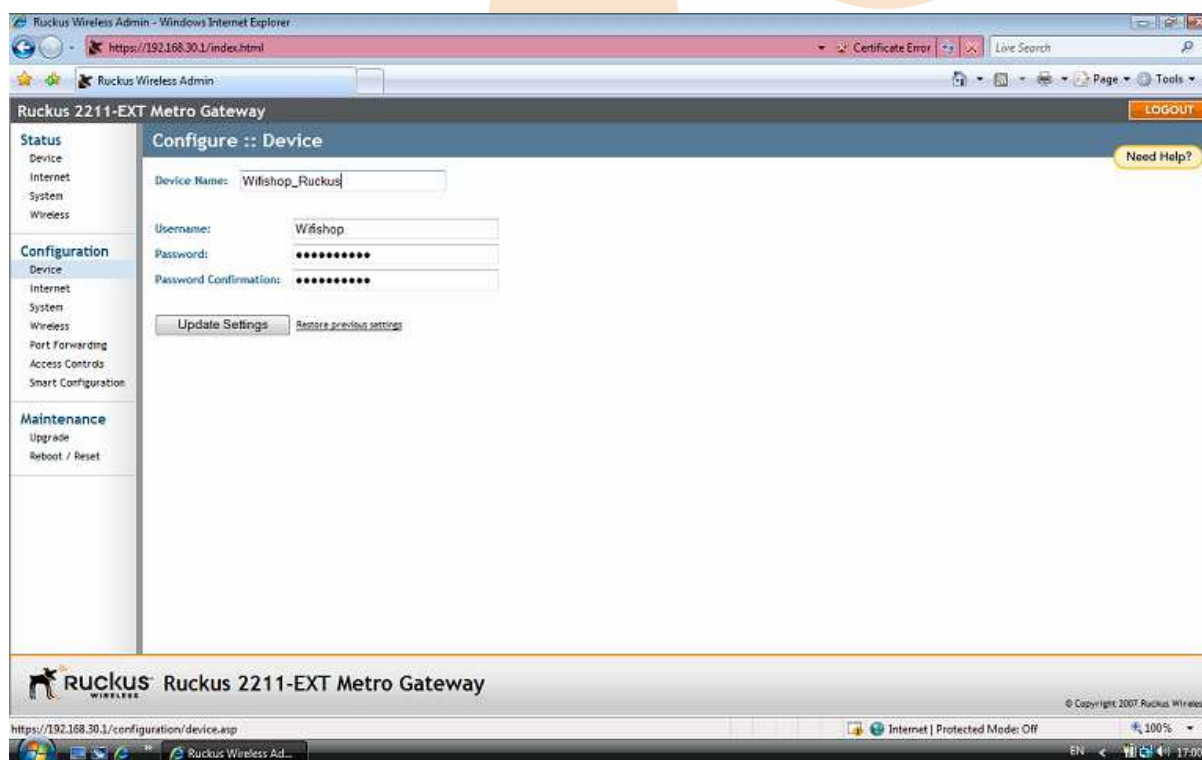 Ruckus Wireless Admin - Windows Internet Explorer
https://192.168.30.1/index.html
Certificate Error
Live Search
Ruckus Wireless Admin
Page
Tools
Ruckus 2211-EXT Metro Gateway
LOGOUT
Status
Device
Internet
System
Wireless
Configure :: Device
Need Help?
Device Name: Wifishop_Ruckus
Username: Wifishop
Password: ●●●●●●●●●●
Password Confirmation: ●●●●●●●●●●
Update Settings Restore previous settings
Configuration
Device
Internet
System
Wireless
Port Forwarding
Access Controls
Smart Configuration
Maintenance
Upgrade
Reboot / Reset
Ruckus WIRELESS
Ruckus 2211-EXT Metro Gateway
© Copyright 2007 Ruckus
https://192.168.30.1/configuration/device.asp
Internet | Protected Mode: Off
100%
Ruckus Wireless Ad...
EN
17:00